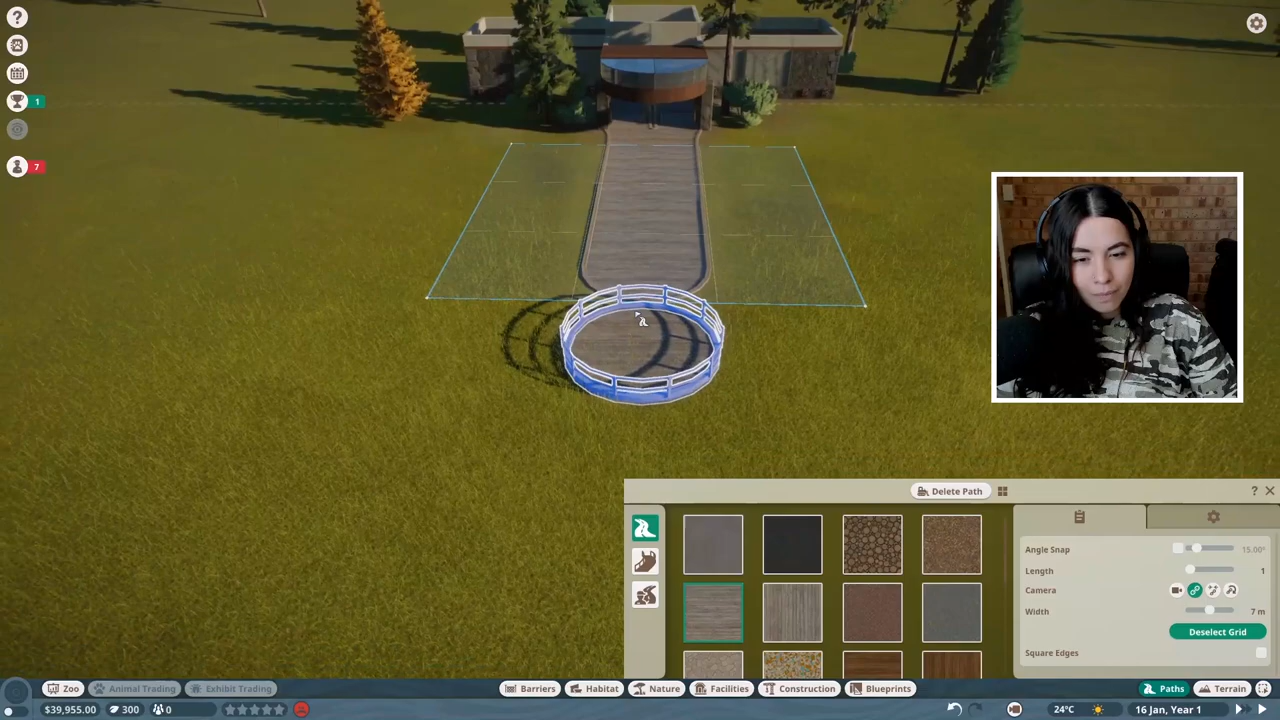 ?
1
7
Delete Path
?
Angle Snap 15.00°
Length 1
Camera
Width 7 m
Deselect Grid
Square Edges
Zoo Animal Trading Exhibit Trading Barriers Habitat Nature Facilities Construction Blueprints Paths Terrain
$39,955.00 300 0 24°C 16 Jan, Year 1